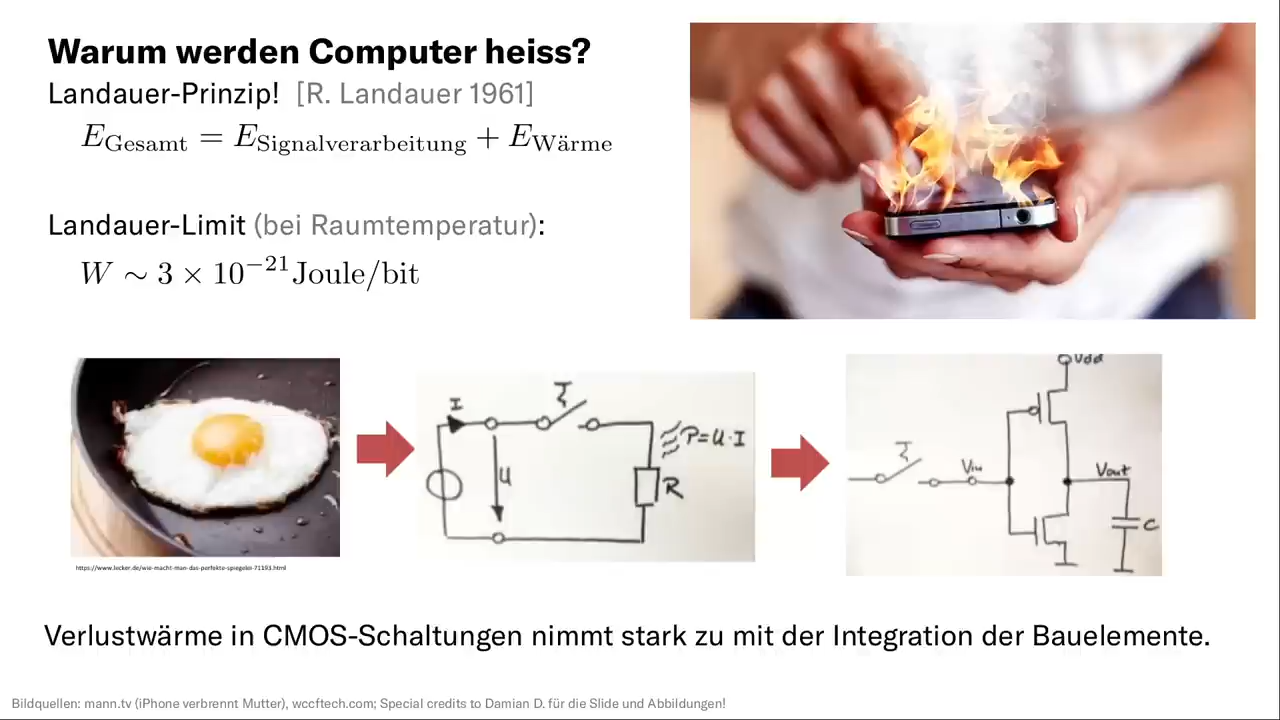 Warum werden Computer heiss?
Landauer-Prinzip! [R. Landauer 1961]
E_Gesamt = E_Signalverarbeitung + E_Wärme
Landauer-Limit (bei Raumtemperatur):
W ∼ 3 × 10^−21 Joule/bit
I
U
P=U·I
R
Vdd
Vin
Vout
C
https://www.lecker.de/wie-macht-man-das-perfekte-spiegelei-71193.html
Verlustwärme in CMOS-Schaltungen nimmt stark zu mit der Integration der Bauelemente.
Bildquellen: mann.tv (iPhone verbrennt Mutter), wccftech.com; Special credits to Damian D. für die Slide und Abbildungen!